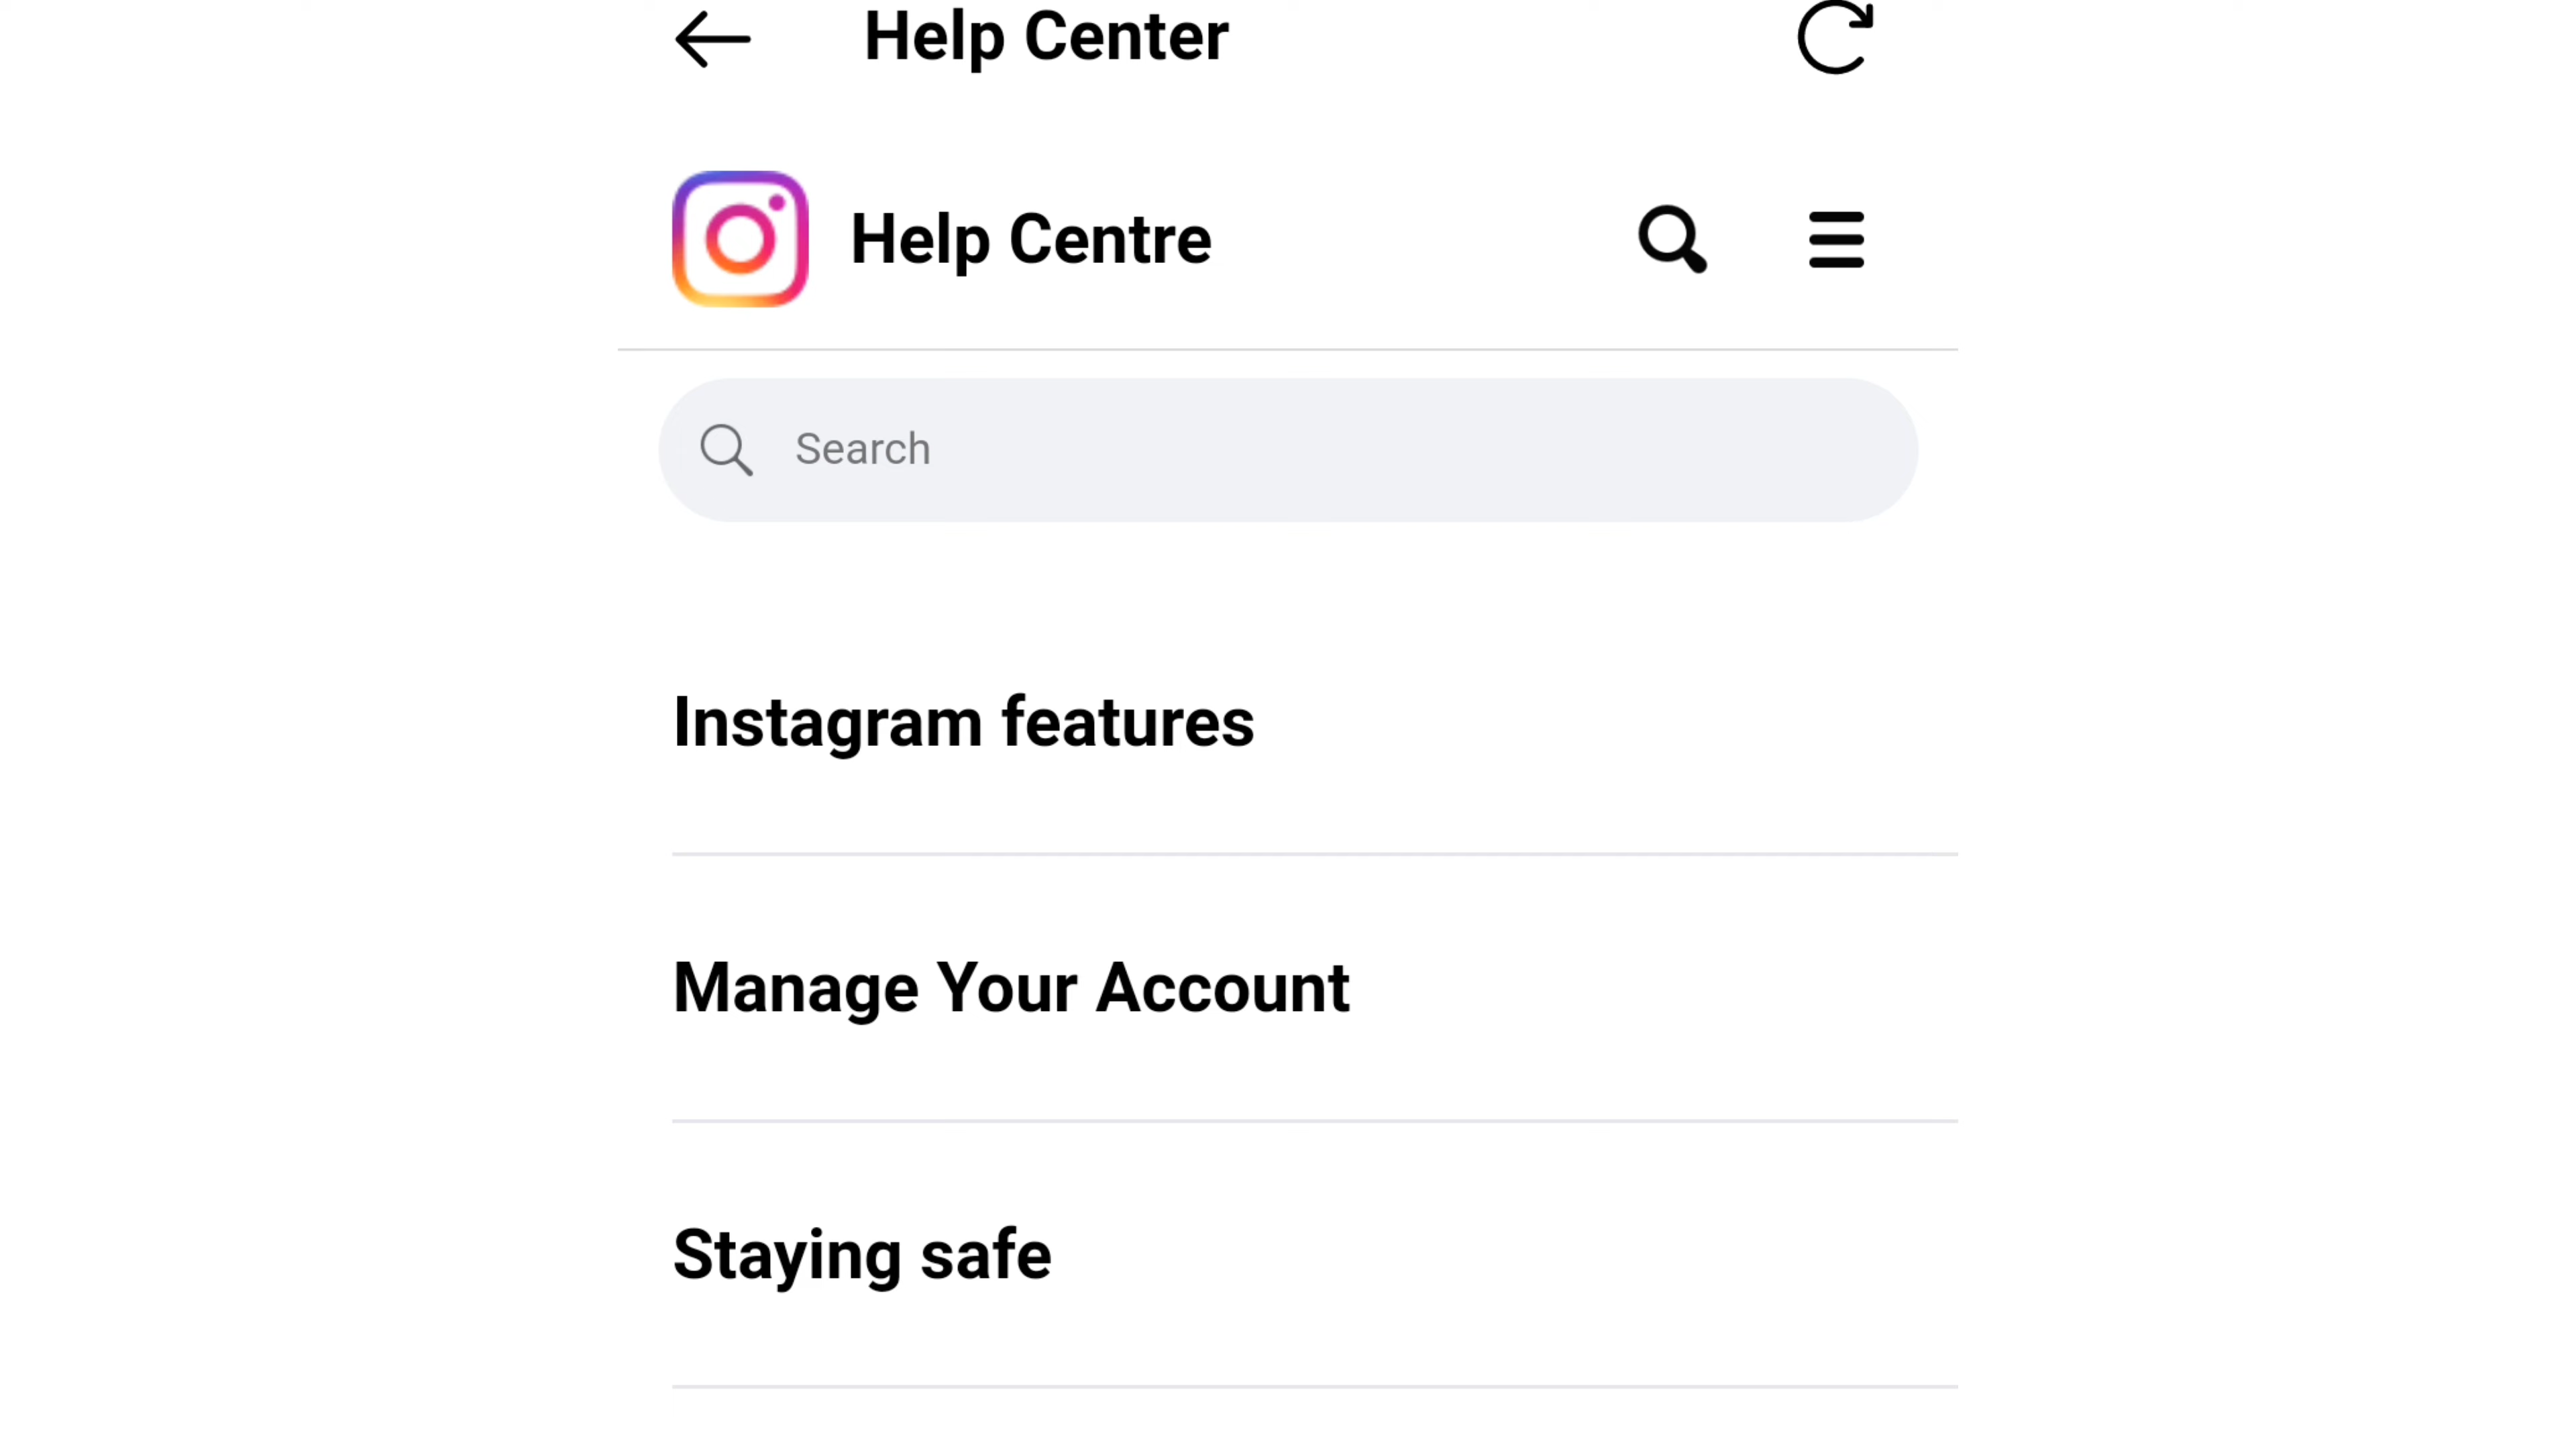 Help Center
Help Centre
Search
Instagram features
Manage Your Account
Staying safe